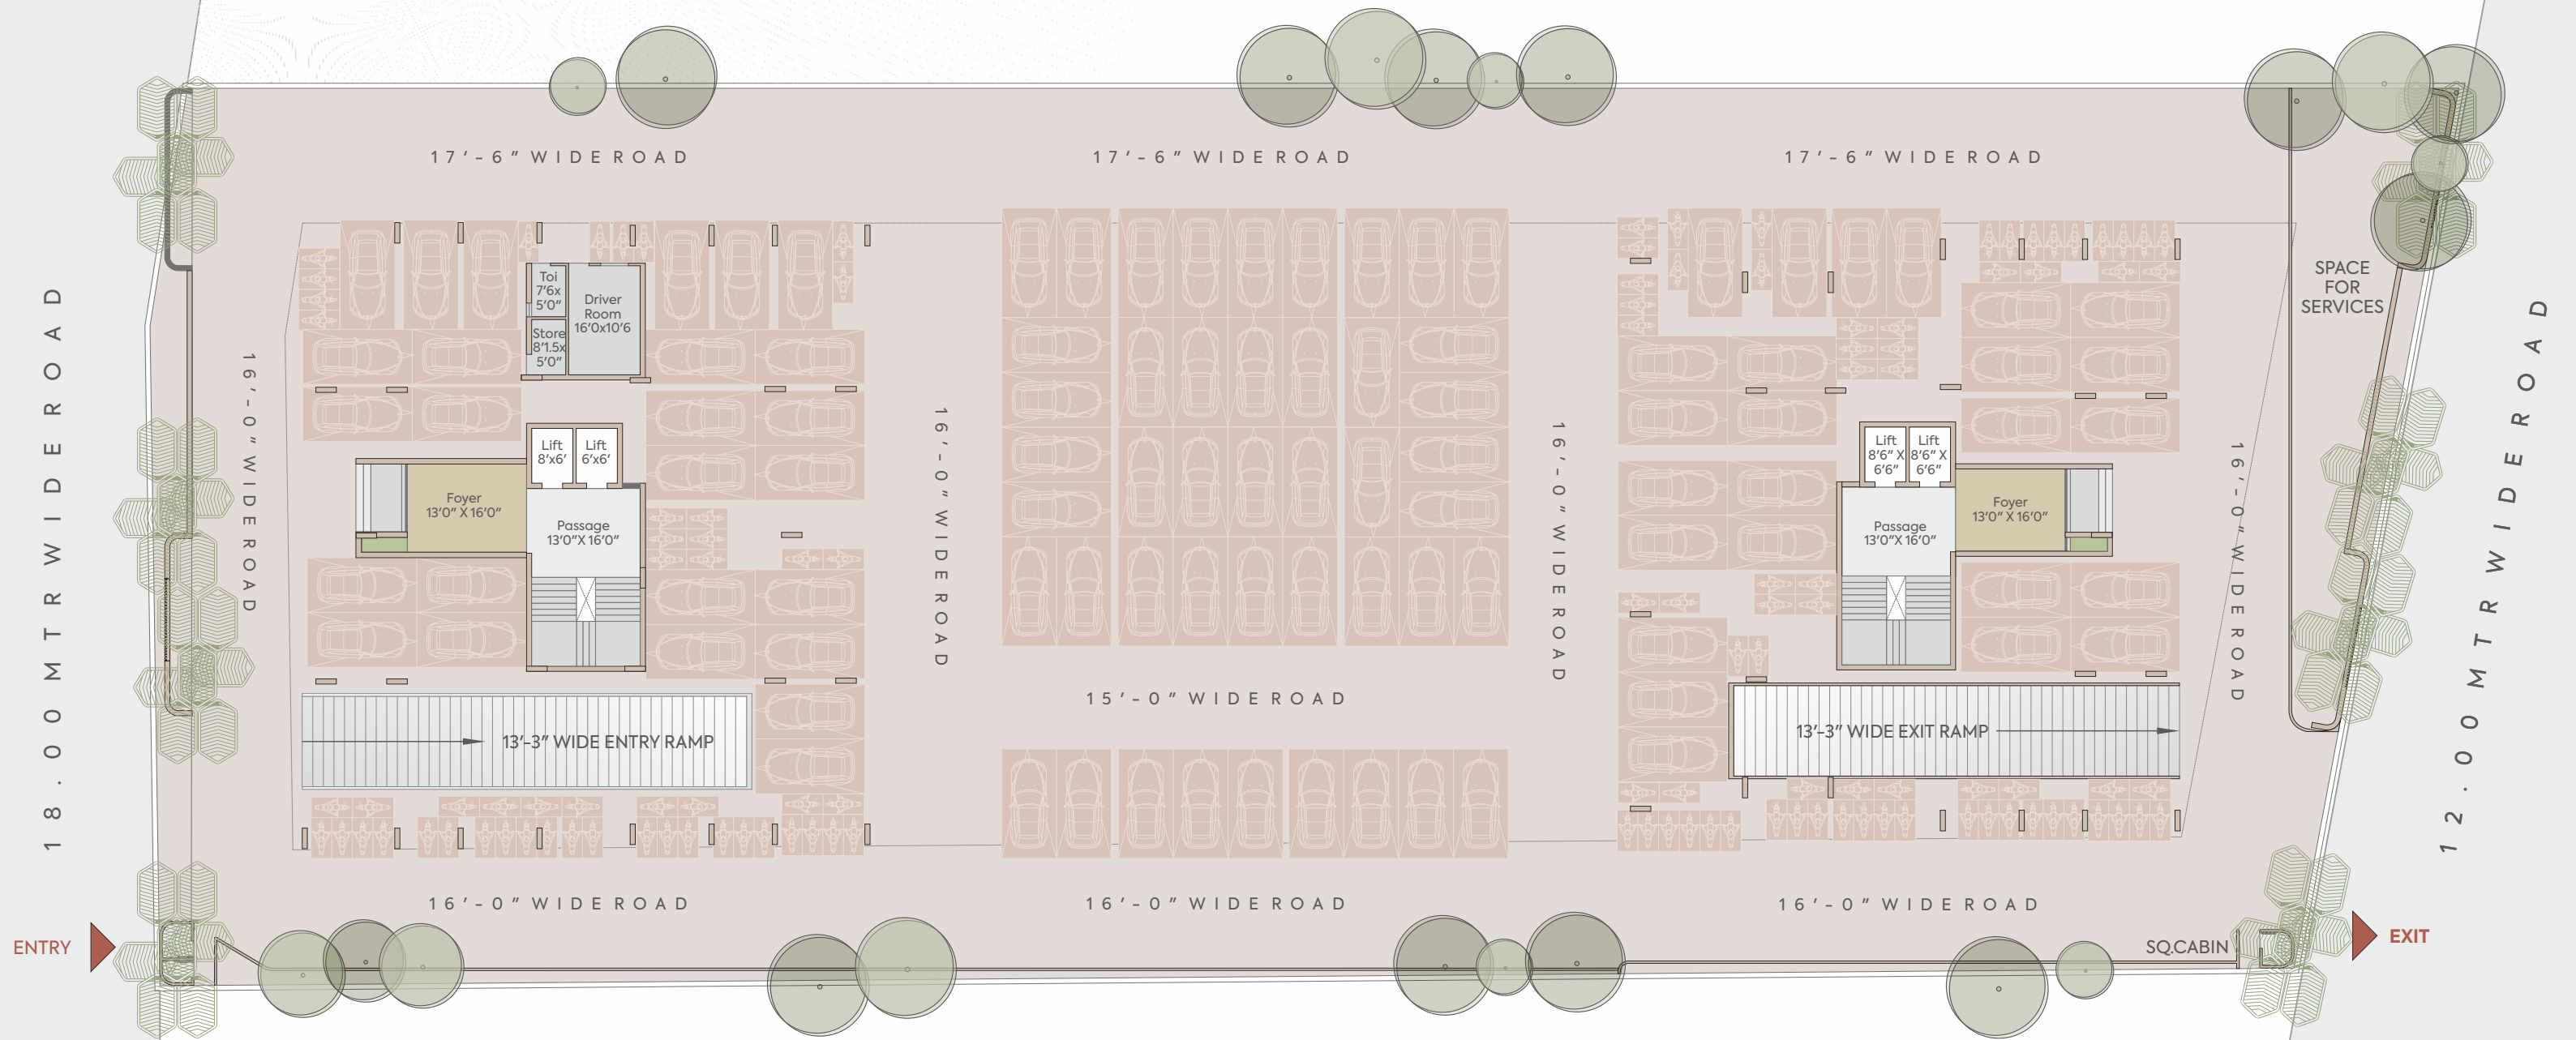 17'-6" WIDE ROAD
17'-6" WIDE ROAD
17'-6" WIDE ROAD
18.00 MTR WIDE ROAD
16'-0" WIDE ROAD
Toi
7'6x
5'0"
Store
8'1.5x
5'0"
Driver
Room
16'0x10'6
Lift
8'x6'
Lift
6'x6'
Foyer
13'0" X 16'0"
Passage
13'0"X 16'0"
13'-3" WIDE ENTRY RAMP
16'-0" WIDE ROAD
15'-0" WIDE ROAD
16'-0" WIDE ROAD
Lift
8'6" X
6'6"
Lift
8'6" X
6'6"
Passage
13'0"X 16'0"
Foyer
13'0" X 16'0"
13'-3" WIDE EXIT RAMP
16'-0" WIDE ROAD
SPACE
FOR
SERVICES
12.00 MTR WIDE ROAD
16'-0" WIDE ROAD
16'-0" WIDE ROAD
16'-0" WIDE ROAD
ENTRY
SQ.CABIN
EXIT